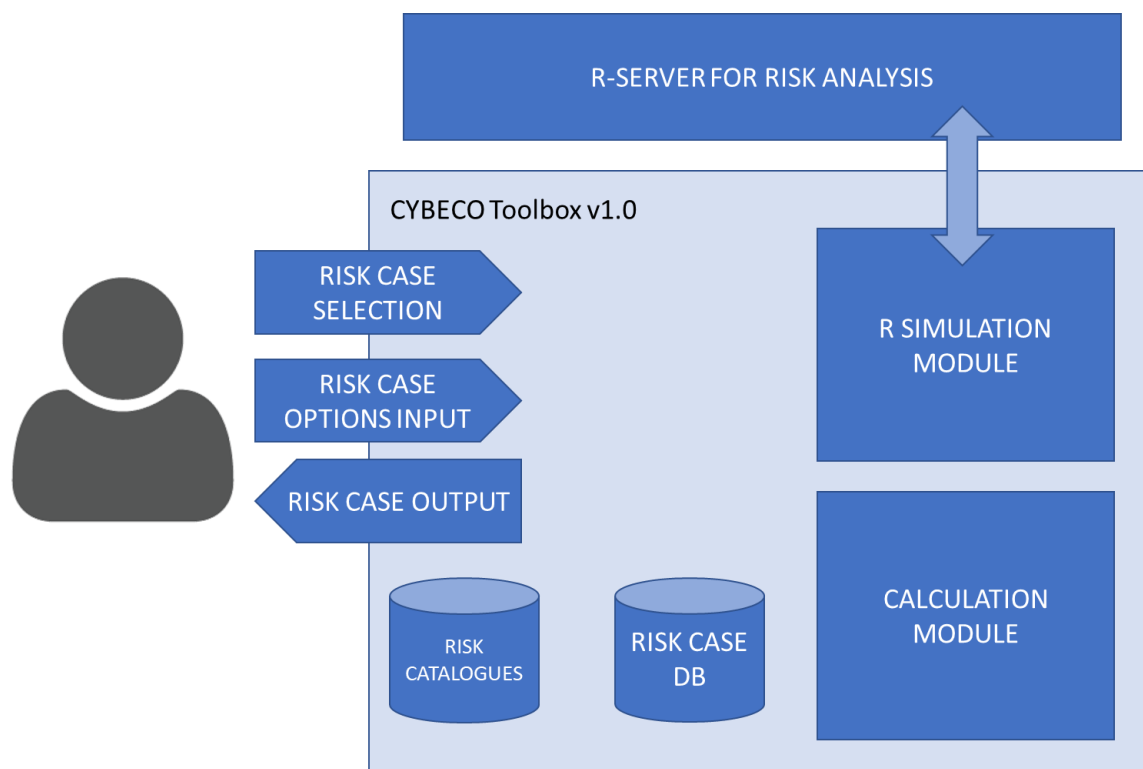 R-SERVER FOR RISK ANALYSIS
CYBECO Toolbox v1.0
RISK CASE
SELECTION
RISK CASE
OPTIONS INPUT
RISK CASE OUTPUT
R SIMULATION
MODULE
RISK
CATALOGUES
RISK CASE
DB
CALCULATION
MODULE